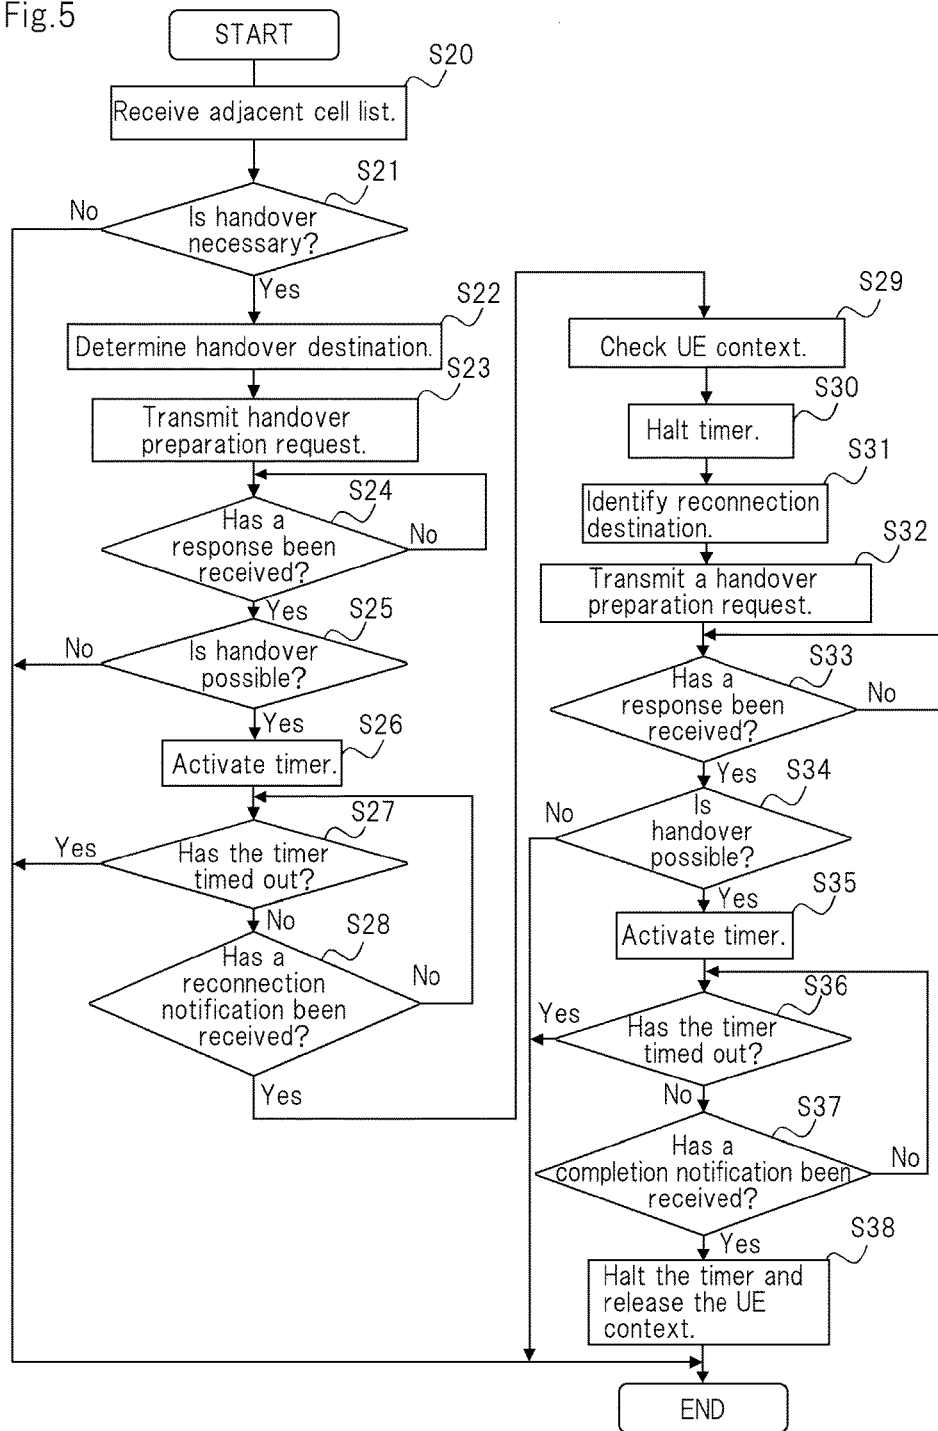 Fig.5
START
S20
Receive adjacent cell list.
S21
No
Is handover
necessary?
Yes
S22
Determine handover destination.
S23
Transmit handover
preparation request.
S24
Has a
response been
received?
No
Yes
S25
No
Is handover
possible?
Yes
S26
Activate timer.
S27
Yes
Has the timer
timed out?
No
S28
Has a
reconnection
notification been
received?
No
Yes
S29
Check UE context.
S30
Halt timer.
S31
Identify reconnection
destination.
S32
Transmit a handover
preparation request.
S33
Has a
response been
received?
No
Yes
S34
No
Is
handover
possible?
Yes
S35
Activate timer.
S36
Yes
Has the timer
timed out?
No
S37
Has a
completion notification been
received?
No
Yes
S38
Halt the timer and
release the UE
context.
END